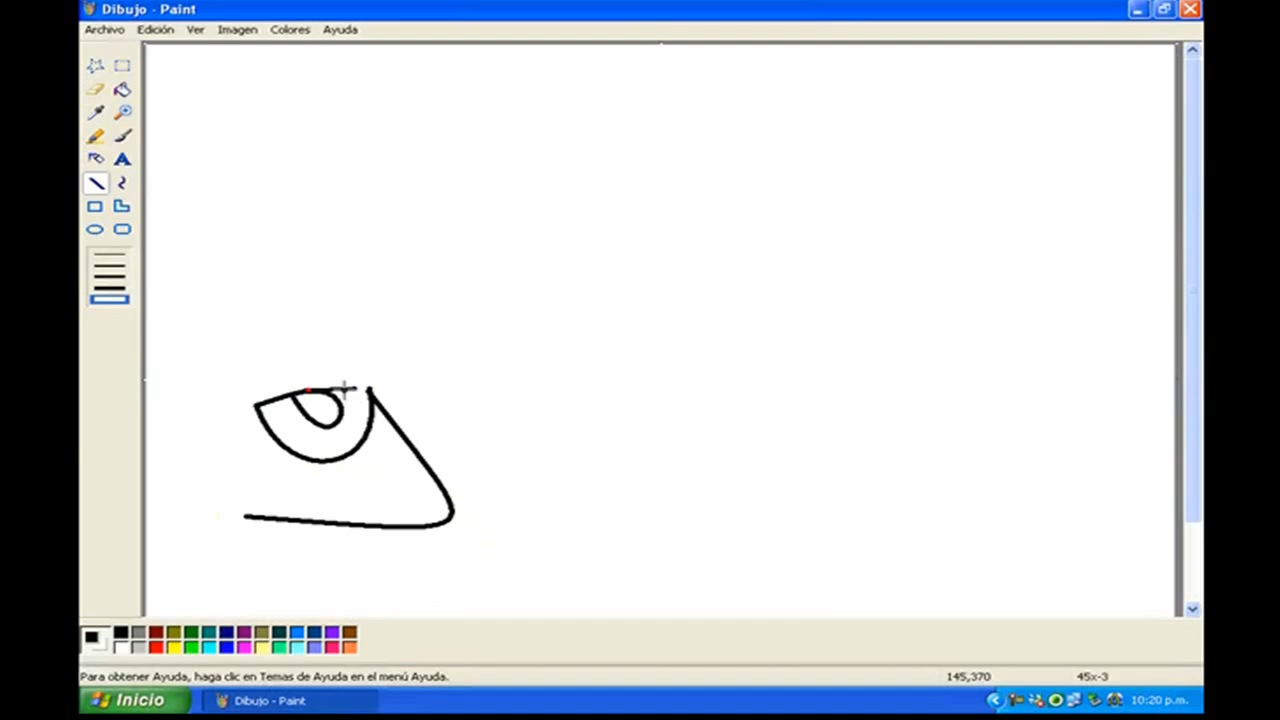 Dibujo - Paint
Archivo Edición Ver Imagen Colores Ayuda
Para obtener Ayuda, haga clic en Temas de Ayuda en el menú Ayuda. 145,370 45x-3
Inicio Dibujo - Paint 10:20 p.m.